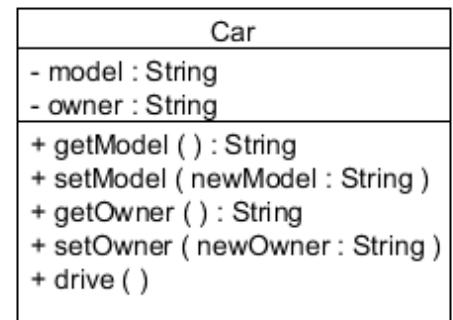 Car
- model : String
- owner : String
+ getModel ( ) : String
+ setModel ( newModel : String )
+ getOwner ( ) : String
+ setOwner ( newOwner : String )
+ drive ( )